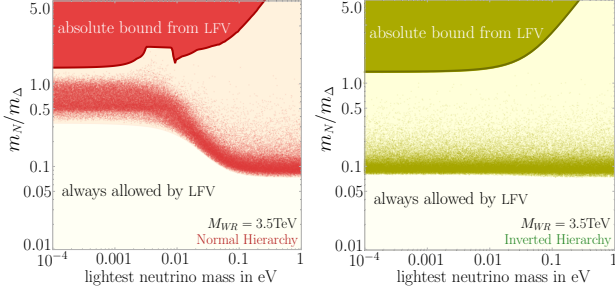 5.0
1.0
0.5
0.1
0.05
0.01
m_N/m_Δ
absolute bound from LFV
always allowed by LFV
M_{WR} = 3.5TeV
Normal Hierarchy
10^{-4} 0.001 0.01 0.1 1
lightest neutrino mass in eV
5.0
1.0
0.5
0.1
0.05
0.01
m_N/m_Δ
absolute bound from LFV
always allowed by LFV
M_{WR} = 3.5TeV
Inverted Hierarchy
10^{-4} 0.001 0.01 0.1 1
lightest neutrino mass in eV